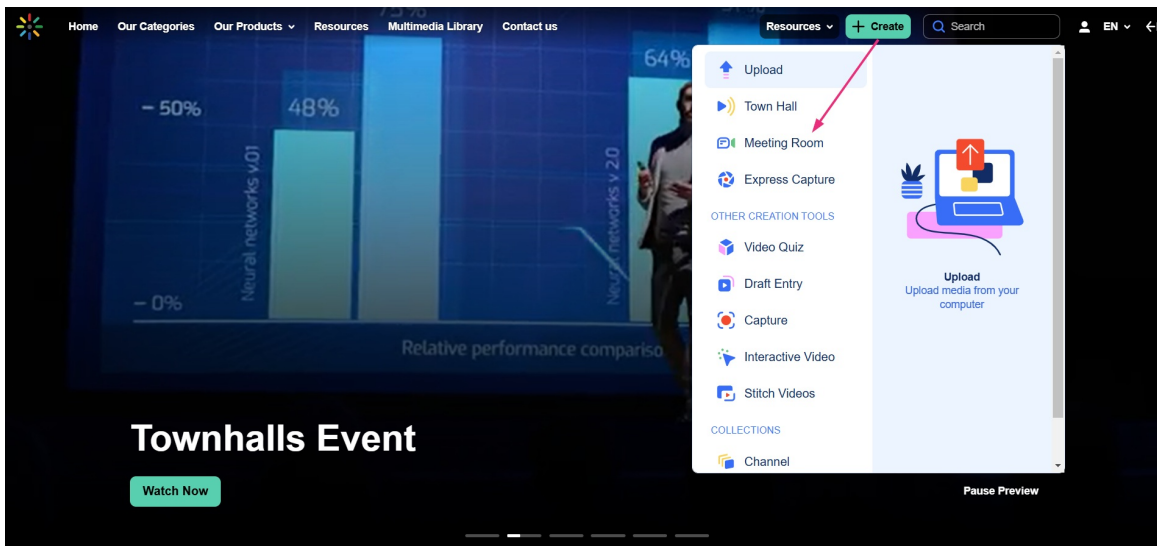 Home Our Categories Our Products Resources Multimedia Library Contact us Resources + Create Search EN
64%
Upload
Town Hall
Meeting Room
Express Capture
OTHER CREATION TOOLS
Video Quiz
Draft Entry
Capture
Interactive Video
Stitch Videos
COLLECTIONS
Channel
Upload
Upload media from your
computer
– 50%
48%
Neural networks v.01
Neural networks v 2.0
– 0%
Relative performance compariso
Townhalls Event
Watch Now
Pause Preview